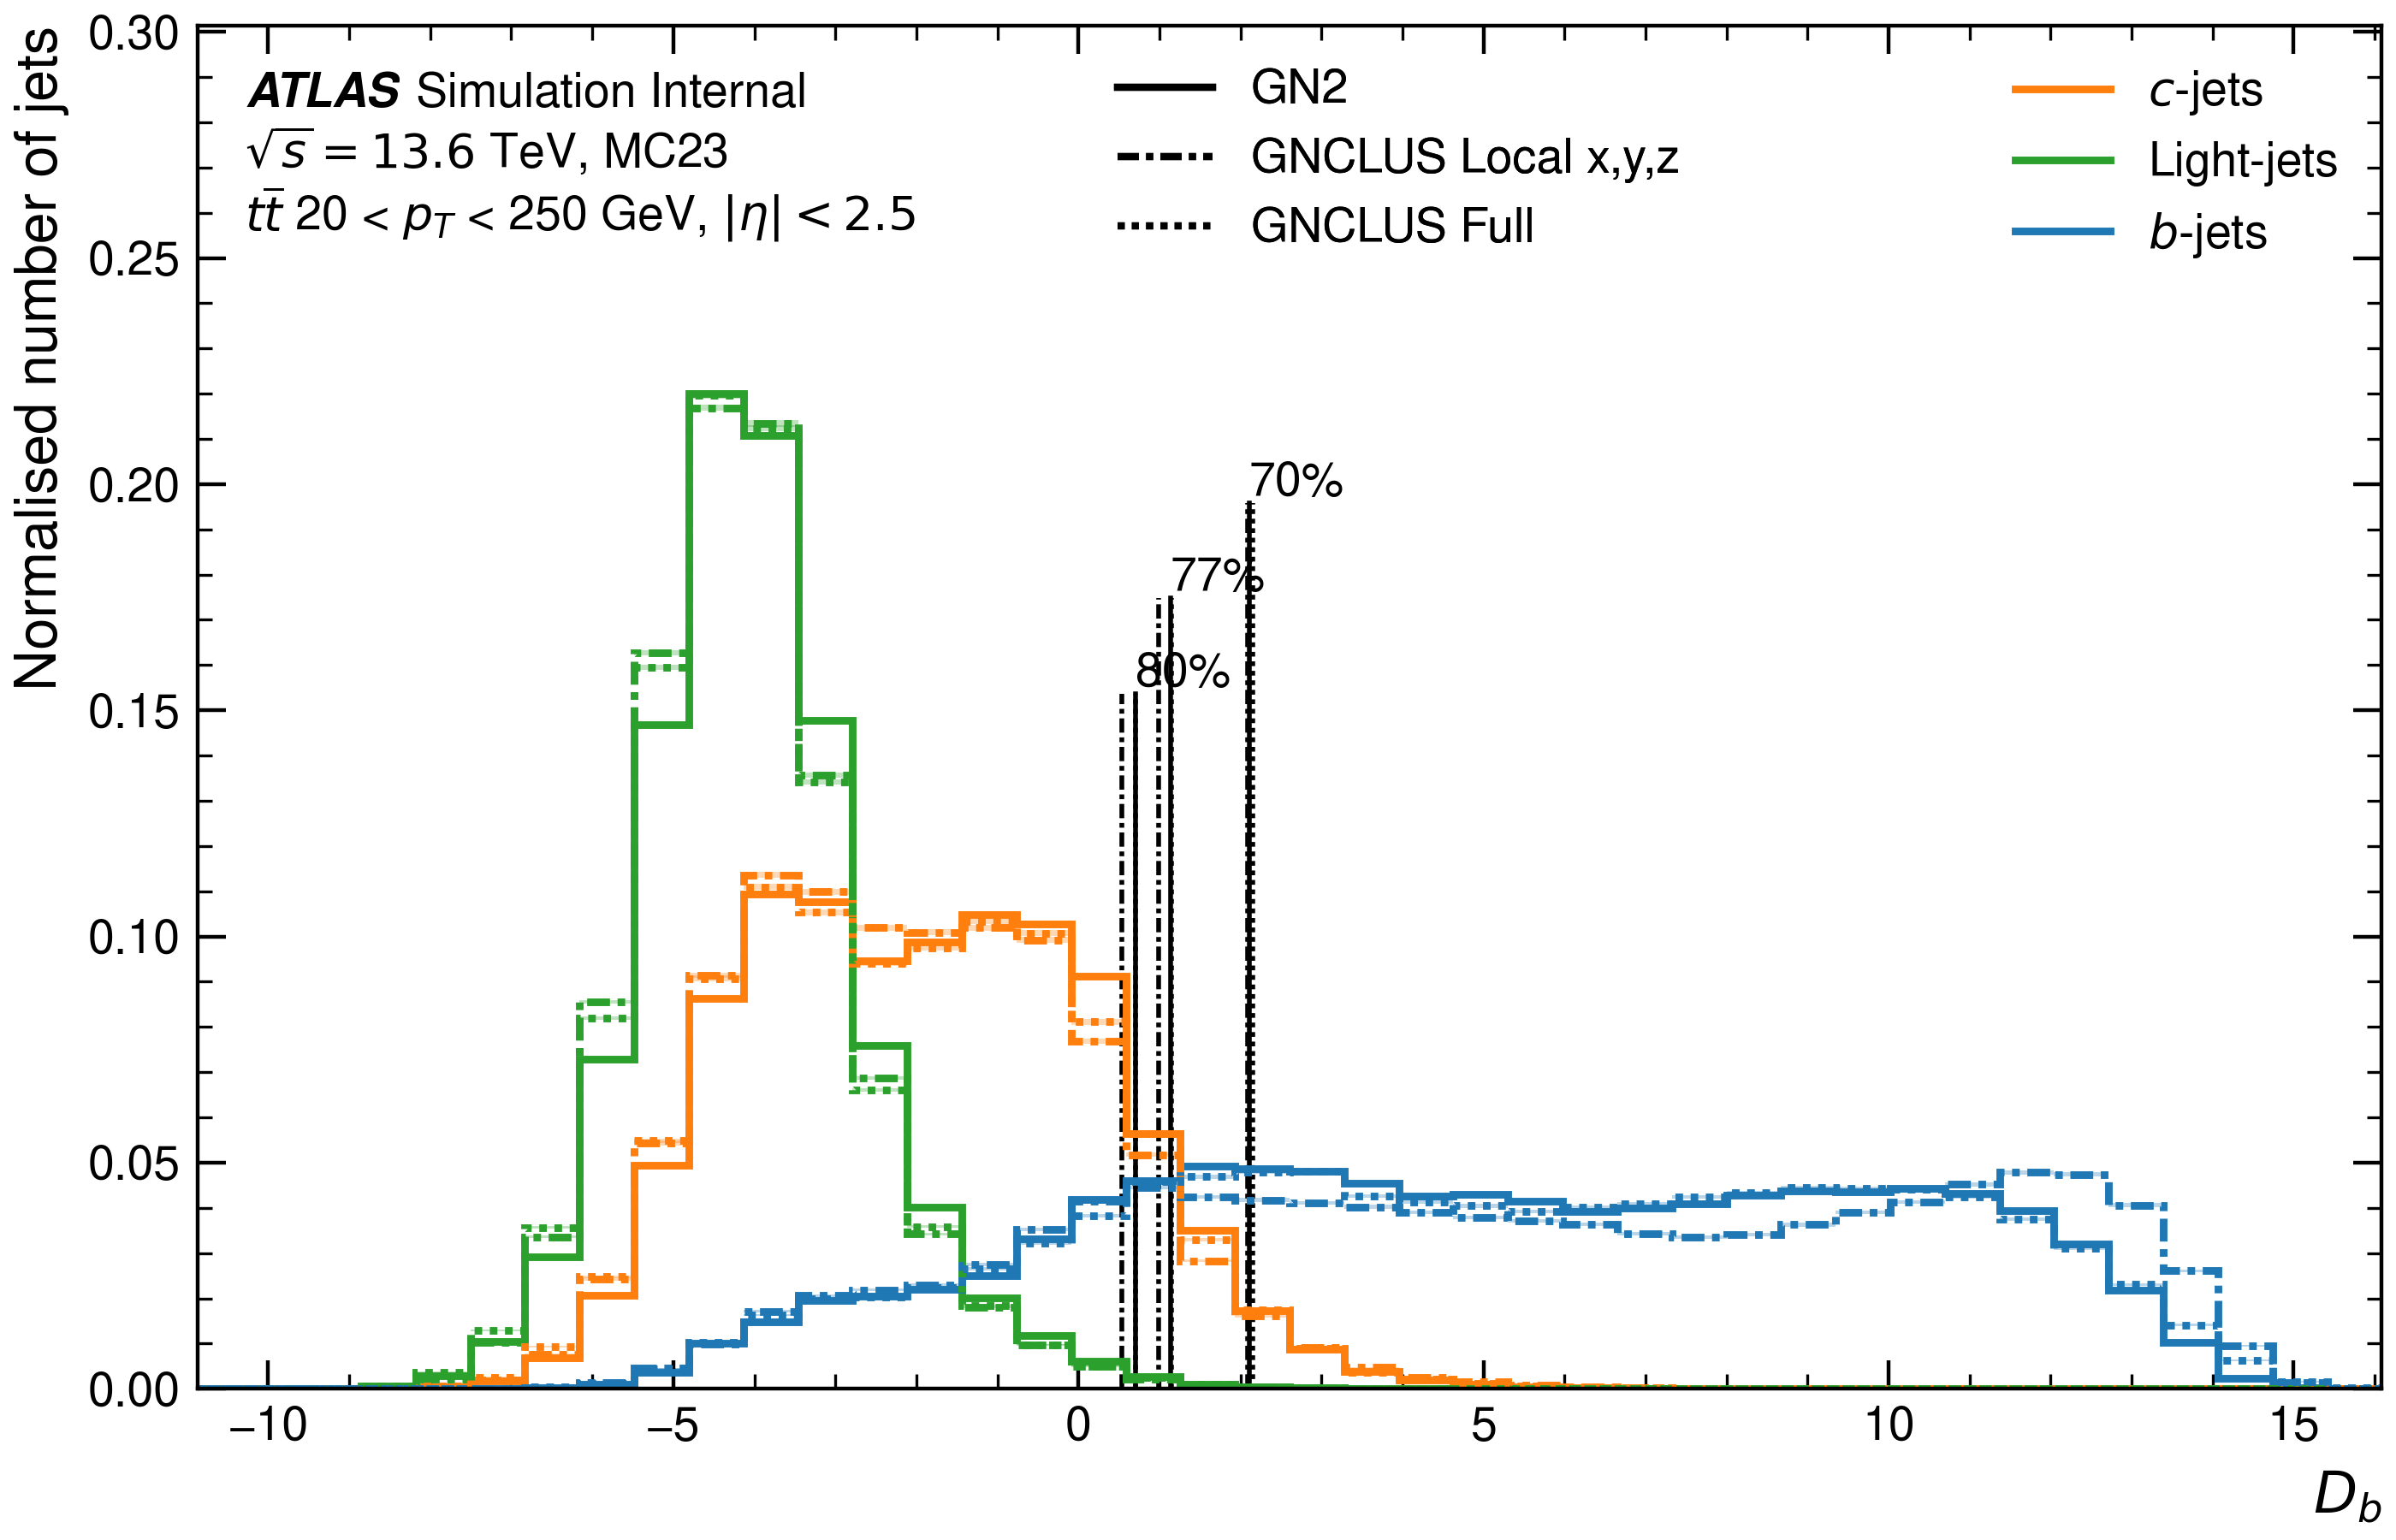 Normalised number of jets
0.30
0.25
0.20
0.15
0.10
0.05
0.00
ATLAS Simulation Internal
√s = 13.6 TeV, MC23
tt̅ 20 < p_T < 250 GeV, |η| < 2.5
GN2
GNCLUS Local x,y,z
GNCLUS Full
c-jets
Light-jets
b-jets
70%
77%
80%
−10
−5
0
5
10
15
D_b